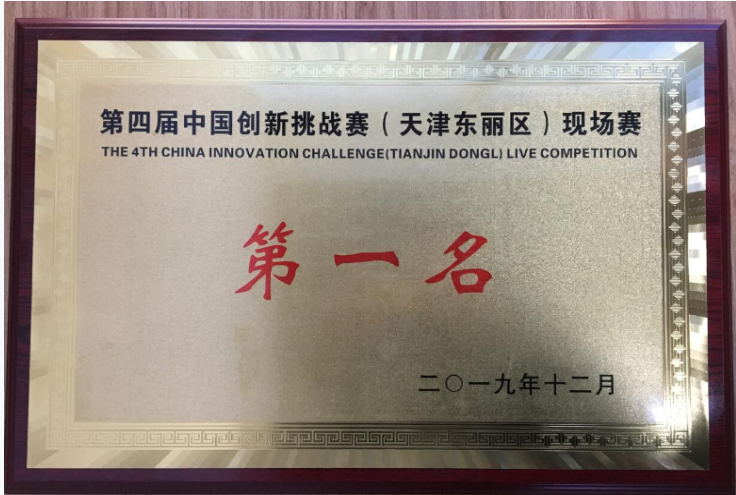 第四届中国创新挑战赛（天津东丽区）现场赛
THE 4TH CHINA INNOVATION CHALLENGE(TIANJIN DONGL) LIVE COMPETITION
第一名
二〇一九年十二月